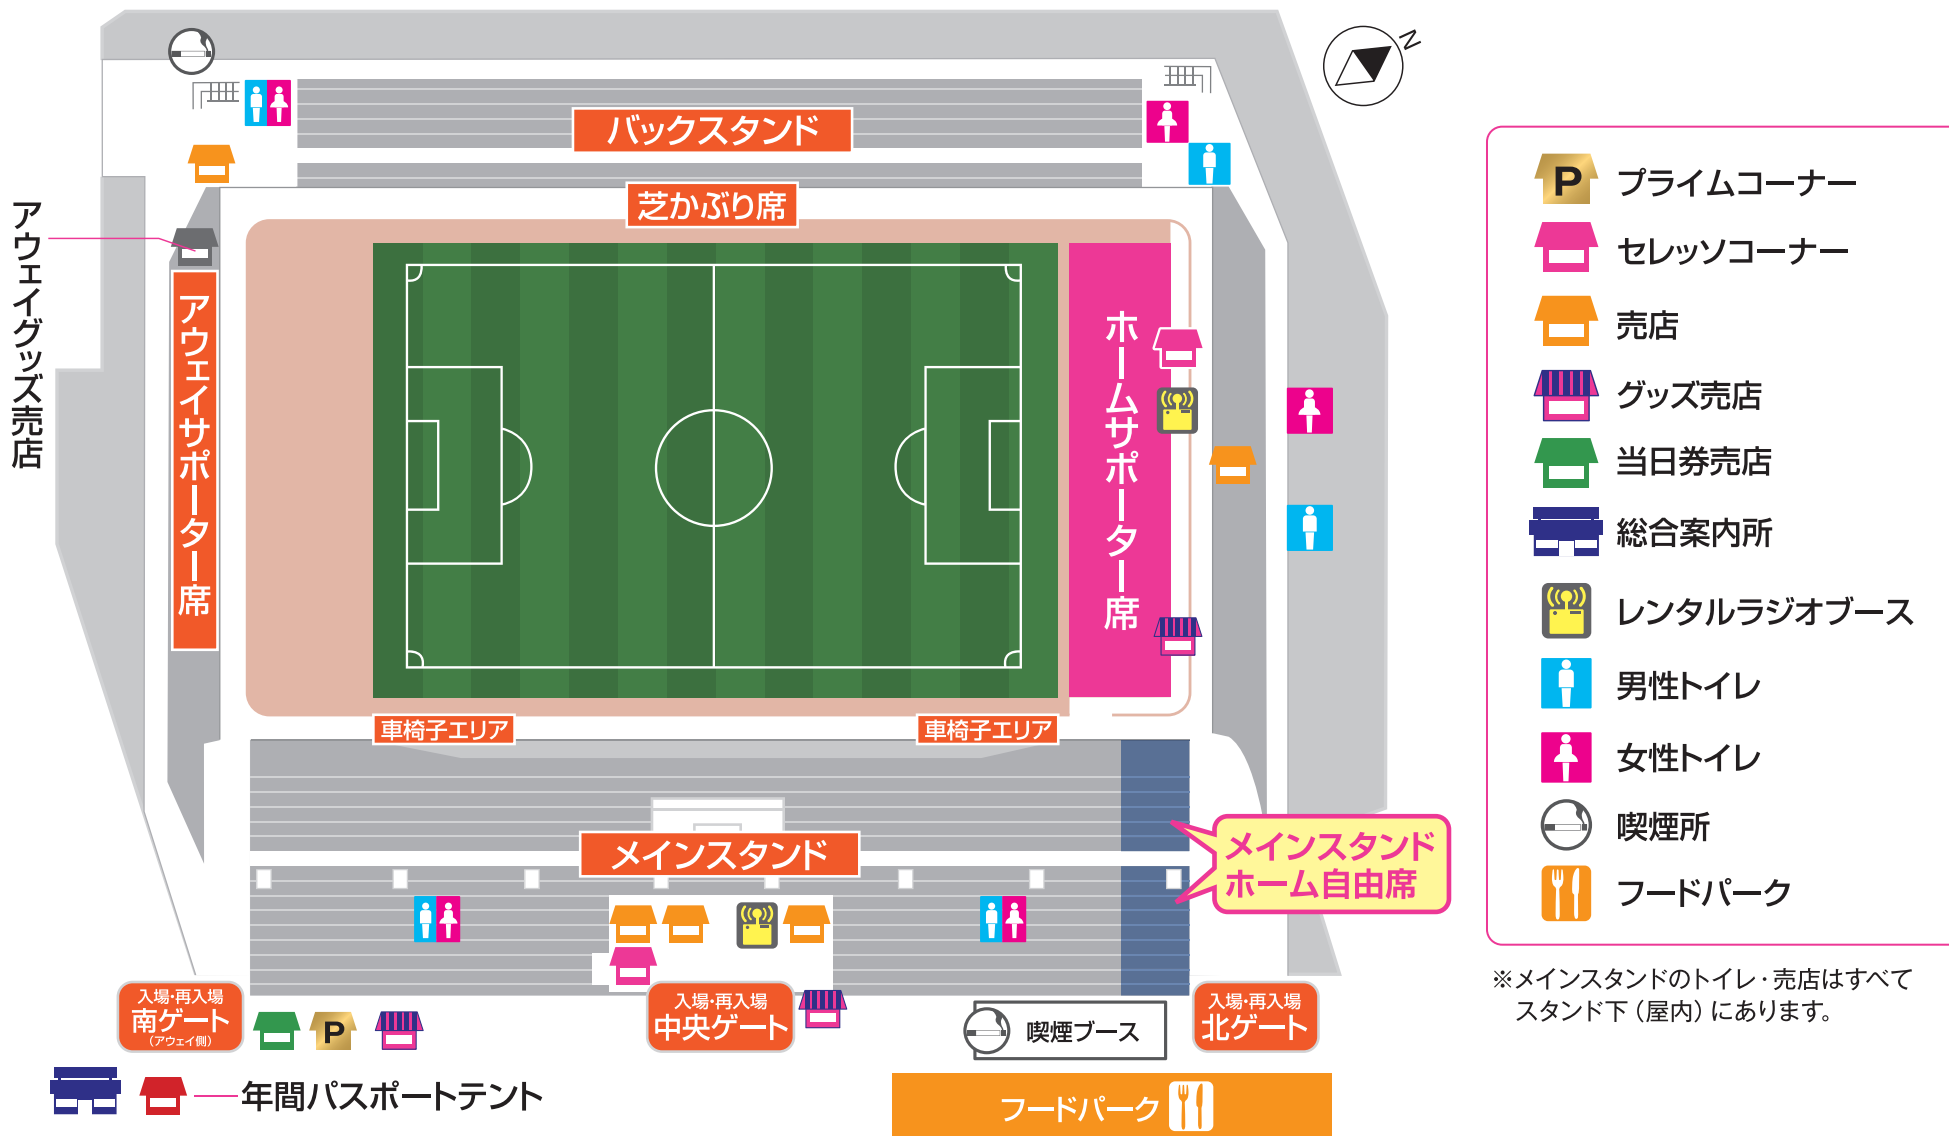 N
バックスタンド
芝かぶり席
アウェイグッズ売店
アウェイサポーター席
ホームサポーター席
車椅子エリア
車椅子エリア
メインスタンド
メインスタンド
ホーム自由席
入場・再入場
南ゲート
(アウェイ側)
P
入場・再入場
中央ゲート
喫煙ブース
入場・再入場
北ゲート
年間パスポートテント
フードパーク
P
プライムコーナー
セレッソコーナー
売店
グッズ売店
当日券売店
総合案内所
レンタルラジオブース
男性トイレ
女性トイレ
喫煙所
フードパーク
※メインスタンドのトイレ・売店はすべて
スタンド下(屋内)にあります。